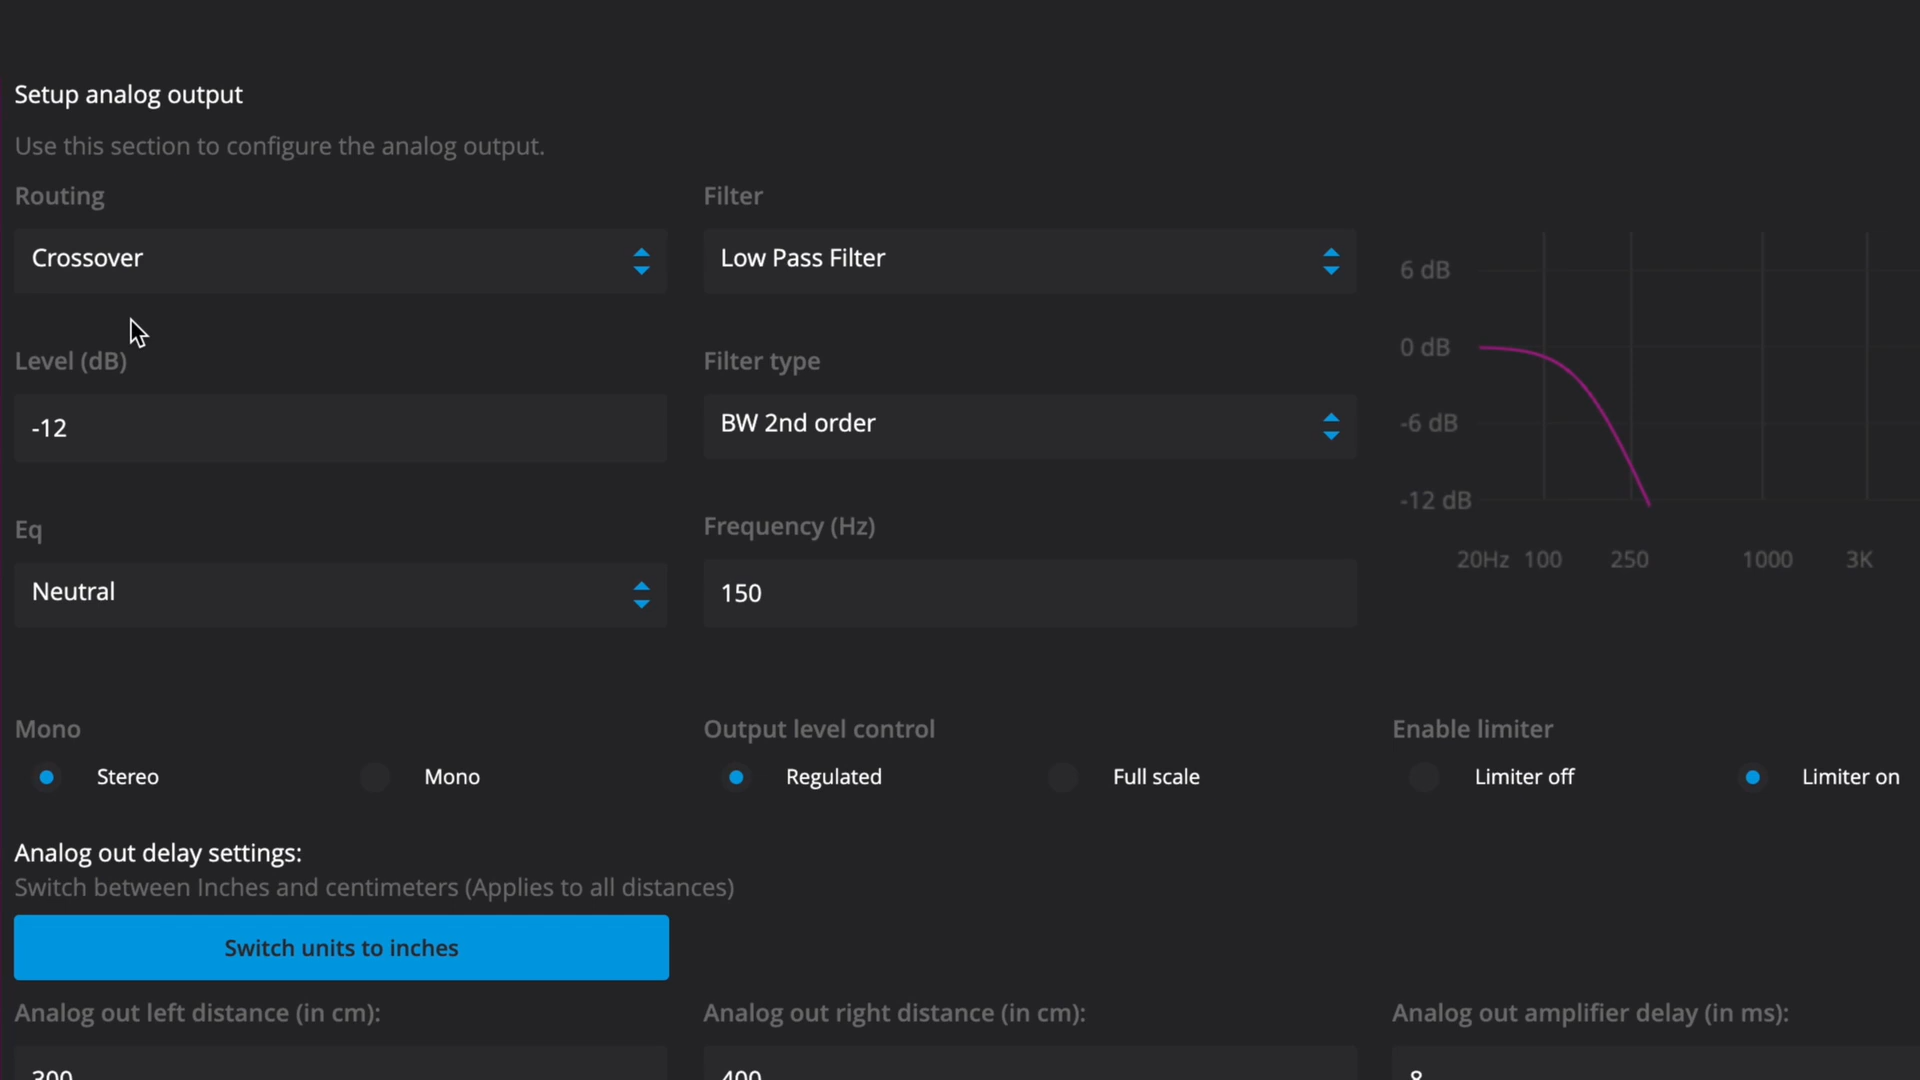 Setup analog output
Use this section to configure the analog output.
Routing
Filter
Crossover
Low Pass Filter
6 dB
0 dB
-6 dB
-12 dB
20Hz 100 250 1000 3K
Level (dB)
Filter type
-12
BW 2nd order
Eq
Frequency (Hz)
Neutral
150
Mono
Output level control
Enable limiter
Stereo
Mono
Regulated
Full scale
Limiter off
Limiter on
Analog out delay settings:
Switch between Inches and centimeters (Applies to all distances)
Switch units to inches
Analog out left distance (in cm):
Analog out right distance (in cm):
Analog out amplifier delay (in ms):
300
400